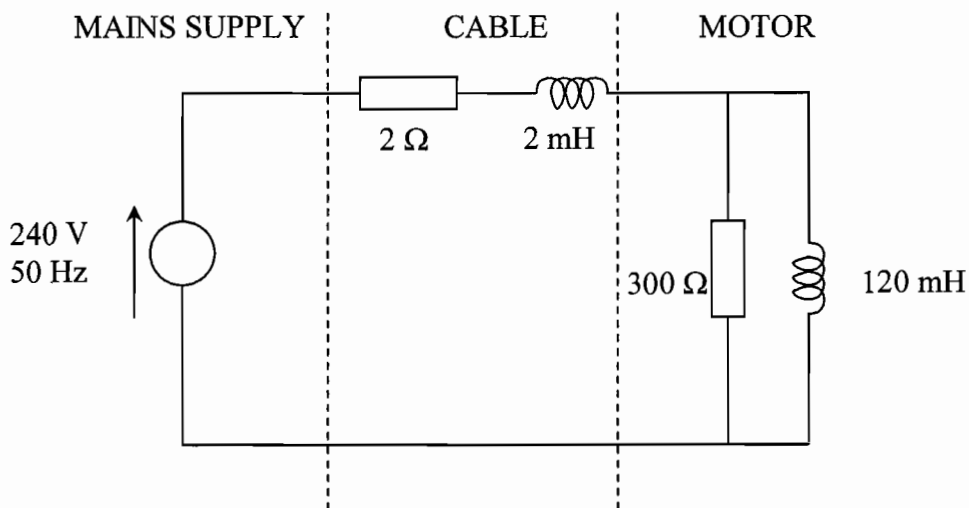 MAINS SUPPLY
CABLE
MOTOR
2 Ω
2 mH
240 V
50 Hz
300 Ω
120 mH